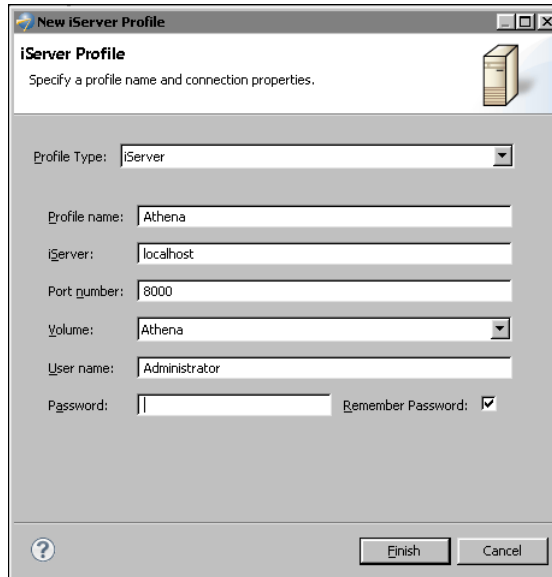 New iServer Profile
iServer Profile
Specify a profile name and connection properties.
Profile Type: iServer
Profile name: Athena
iServer: localhost
Port number: 8000
Volume: Athena
User name: Administrator
Password: Remember Password:
? Finish Cancel